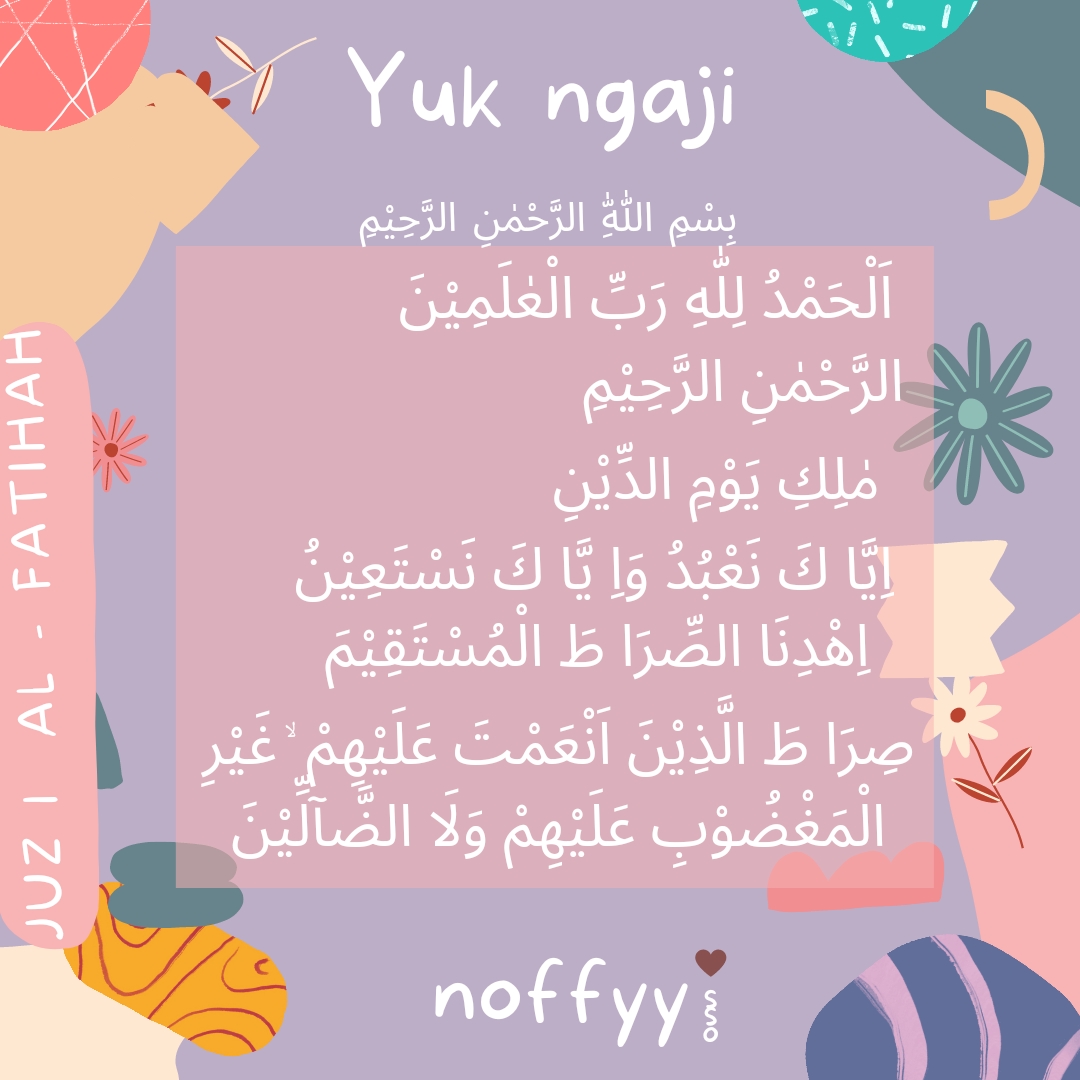 Yuk ngaji
بِسْمِ اللّٰهِ الرَّحْمٰنِ الرَّحِيْمِ
اَلْحَمْدُ لِلّٰهِ رَبِّ الْعٰلَمِيْنَ
الرَّحْمٰنِ الرَّحِيْمِ
مٰلِكِ يَوْمِ الدِّيْنِ
اِيَّا كَ نَعْبُدُ وَاِ يَّا كَ نَسْتَعِيْنُ
اِهْدِنَا الصِّرَا طَ الْمُسْتَقِيْمَ
صِرَا طَ الَّذِيْنَ اَنْعَمْتَ عَلَيْهِمْ ۙ غَيْرِ
الْمَغْضُوْبِ عَلَيْهِمْ وَلَا الضَّآلِّيْنَ
JUZ I AL - FATIHAH
noffyy